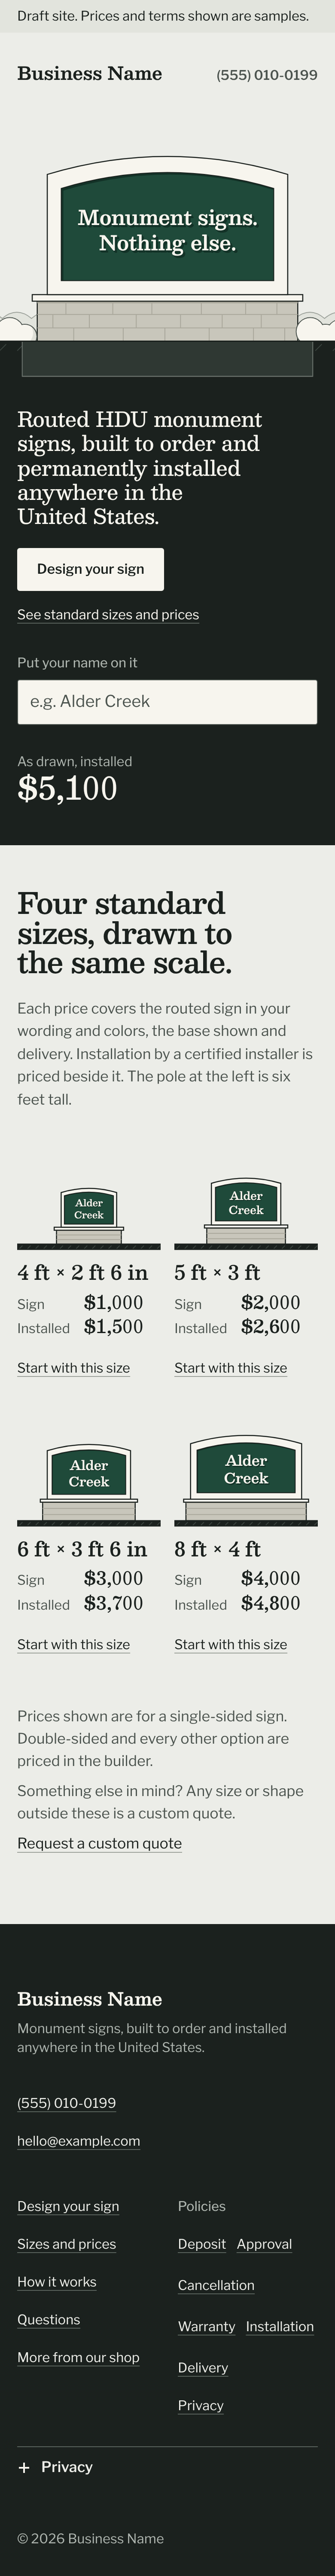 Draft site. Prices and terms shown are samples.
Business Name
(555) 010-0199
Monument signs.
Nothing else.
Routed HDU monument
signs, built to order and
permanently installed
anywhere in the
United States.
Design your sign
See standard sizes and prices
Put your name on it
e.g. Alder Creek
As drawn, installed
$5,100
Four standard
sizes, drawn to
the same scale.
Each price covers the routed sign in your
wording and colors, the base shown and
delivery. Installation by a certified installer is
priced beside it. The pole at the left is six
feet tall.
Alder
Creek
4 ft × 2 ft 6 in
Sign $1,000
Installed $1,500
Start with this size
Alder
Creek
5 ft × 3 ft
Sign $2,000
Installed $2,600
Start with this size
Alder
Creek
6 ft × 3 ft 6 in
Sign $3,000
Installed $3,700
Start with this size
Alder
Creek
8 ft × 4 ft
Sign $4,000
Installed $4,800
Start with this size
Prices shown are for a single-sided sign.
Double-sided and every other option are
priced in the builder.
Something else in mind? Any size or shape
outside these is a custom quote.
Request a custom quote
Business Name
Monument signs, built to order and installed
anywhere in the United States.
(555) 010-0199
hello@example.com
Design your sign
Sizes and prices
How it works
Questions
More from our shop
Policies
Deposit Approval
Cancellation
Warranty Installation
Delivery
Privacy
+ Privacy
© 2026 Business Name